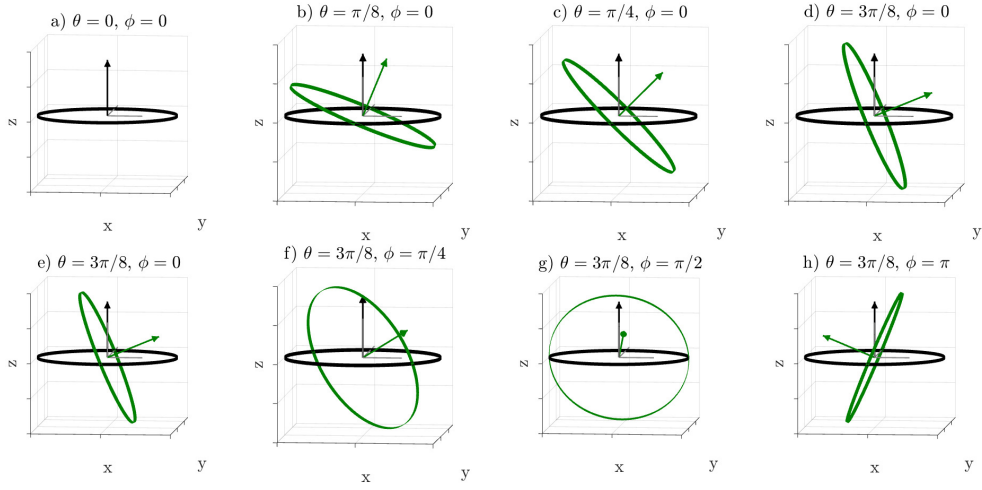 a) θ = 0, ϕ = 0
b) θ = π/8, ϕ = 0
c) θ = π/4, ϕ = 0
d) θ = 3π/8, ϕ = 0
z
x
y
z
x
y
z
x
y
z
x
y
e) θ = 3π/8, ϕ = 0
f) θ = 3π/8, ϕ = π/4
g) θ = 3π/8, ϕ = π/2
h) θ = 3π/8, ϕ = π
z
x
y
z
x
y
z
x
y
z
x
y